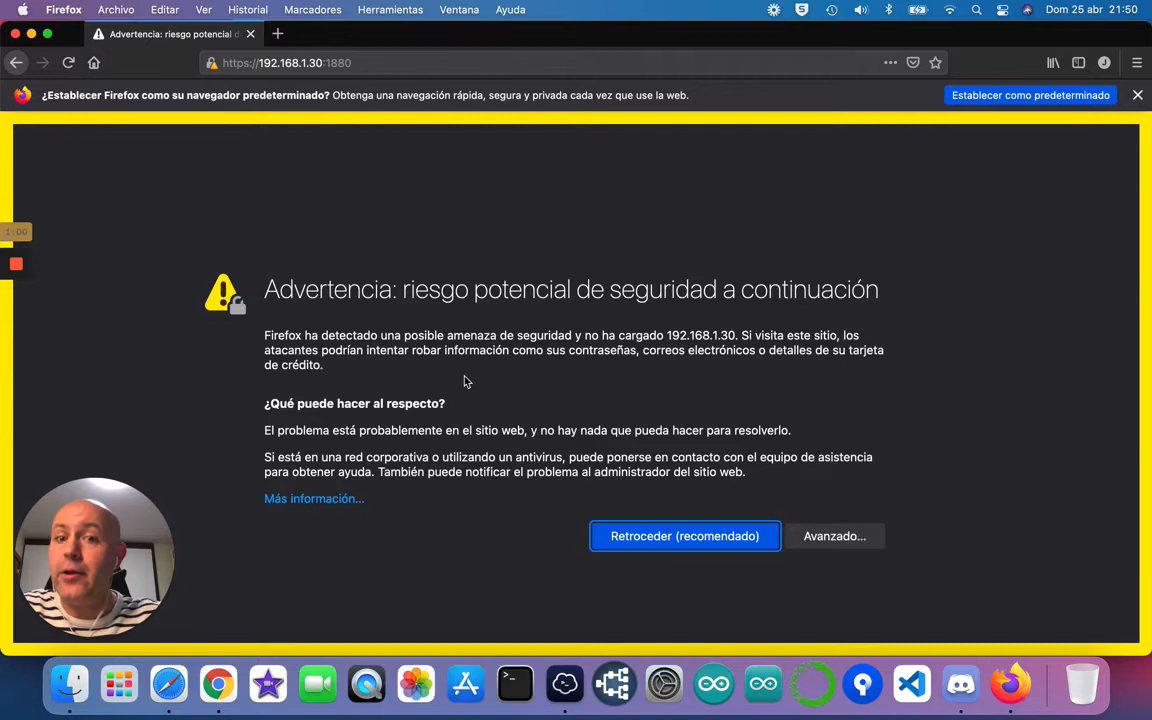 Firefox Archivo Editar Ver Historial Marcadores Herramientas Ventana Ayuda Dom 25 abr 21:50
Advertencia: riesgo potencial d
https://192.168.1.30:1880
¿Establecer Firefox como su navegador predeterminado? Obtenga una navegación rápida, segura y privada cada vez que use la web. Establecer como predeterminado
1:00
Advertencia: riesgo potencial de seguridad a continuación
Firefox ha detectado una posible amenaza de seguridad y no ha cargado 192.168.1.30. Si visita este sitio, los
atacantes podrían intentar robar información como sus contraseñas, correos electrónicos o detalles de su tarjeta
de crédito.
¿Qué puede hacer al respecto?
El problema está probablemente en el sitio web, y no hay nada que pueda hacer para resolverlo.
Si está en una red corporativa o utilizando un antivirus, puede ponerse en contacto con el equipo de asistencia
para obtener ayuda. También puede notificar el problema al administrador del sitio web.
Más información...
Retroceder (recomendado) Avanzado...